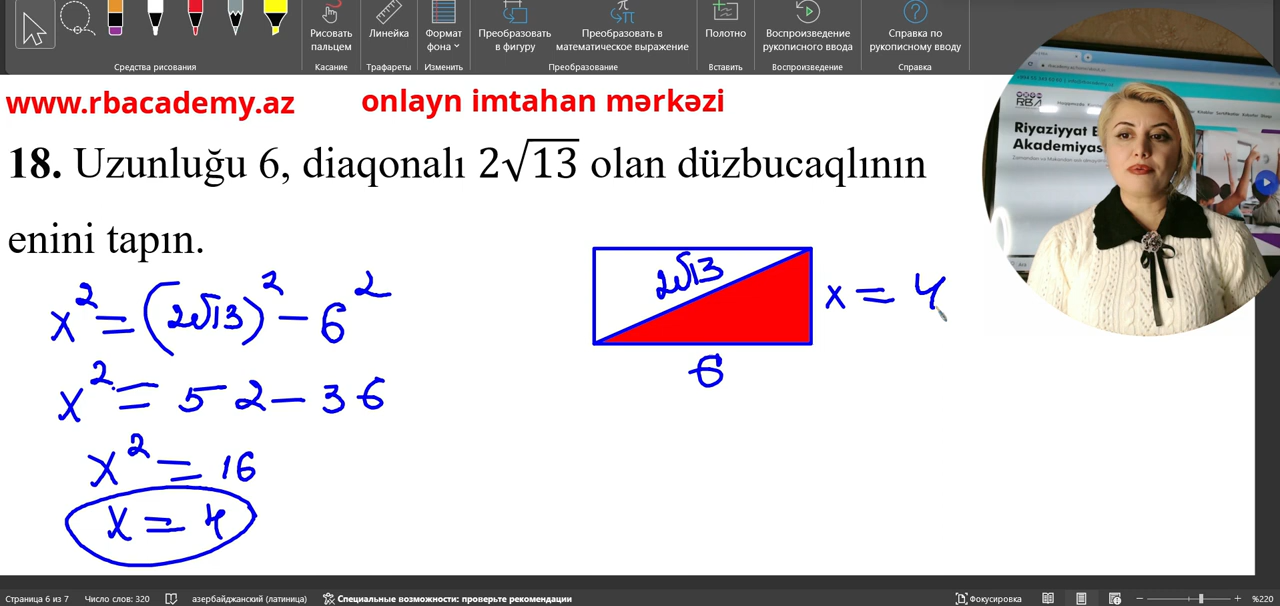 Рисовать пальцем
Линейка
Формат фона
Преобразовать в фигуру
Преобразовать в математическое выражение
Полотно
Воспроизведение рукописного ввода
Справка по рукописному вводу
Средства рисования
Касание
Трафареты
Изменить
Преобразование
Вставить
Воспроизведение
Справка
www.rbacademy.az onlayn imtahan mərkəzi
RBA
Riyaziyyat B
Akademiyas
18. Uzunluğu 6, diaqonalı 2√13 olan düzbucaqlının
enini tapın.
x² = (2√13)² − 6²
x² = 52 − 36
x² = 16
x = 4
2√13
x = 4
6
Страница 6 из 7 Число слов: 320 азербайджанский (латиница) Специальные возможности: проверьте рекомендации Фокусировка − + %220